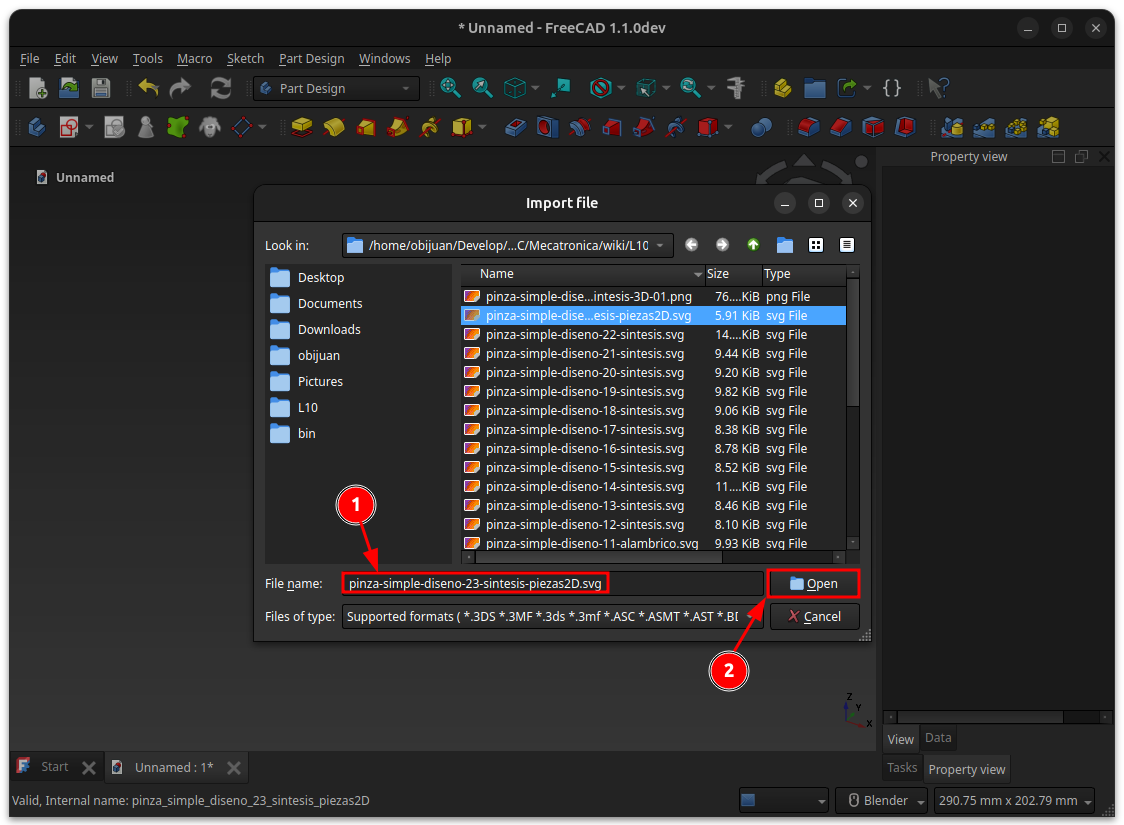 * Unnamed - FreeCAD 1.1.0dev
File Edit View Tools Macro Sketch Part Design Windows Help
Part Design
{}
Property view
Unnamed
Import file
Look in: /home/obijuan/Develop/...C/Mecatronica/wiki/L10
Name Size Type
Desktop
Documents
Downloads
obijuan
Pictures
L10
bin
pinza-simple-dise...intesis-3D-01.png 76....KiB png File
pinza-simple-dise...esis-piezas2D.svg 5.91 KiB svg File
pinza-simple-diseno-22-sintesis.svg 14....KiB svg File
pinza-simple-diseno-21-sintesis.svg 9.44 KiB svg File
pinza-simple-diseno-20-sintesis.svg 9.20 KiB svg File
pinza-simple-diseno-19-sintesis.svg 9.82 KiB svg File
pinza-simple-diseno-18-sintesis.svg 9.06 KiB svg File
pinza-simple-diseno-17-sintesis.svg 8.38 KiB svg File
pinza-simple-diseno-16-sintesis.svg 8.78 KiB svg File
pinza-simple-diseno-15-sintesis.svg 8.52 KiB svg File
pinza-simple-diseno-14-sintesis.svg 11....KiB svg File
pinza-simple-diseno-13-sintesis.svg 8.46 KiB svg File
pinza-simple-diseno-12-sintesis.svg 8.10 KiB svg File
pinza-simple-diseno-11-alambrico.svg 9.93 KiB svg File
1
File name: pinza-simple-diseno-23-sintesis-piezas2D.svg Open
Files of type: Supported formats ( *.3DS *.3MF *.3ds *.3mf *.ASC *.ASMT *.AST *.BD Cancel
2
Z
Y
X
View Data
Tasks Property view
Start Unnamed : 1*
Valid, Internal name: pinza_simple_diseno_23_sintesis_piezas2D
Blender 290.75 mm x 202.79 mm